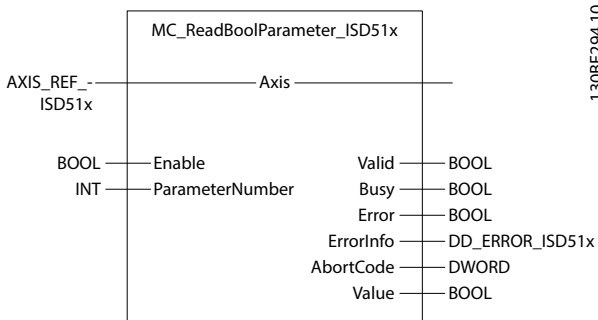 MC_ReadBoolParameter_ISD51x
AXIS_REF_- Axis
ISD51x
BOOL Enable Valid BOOL
INT ParameterNumber Busy BOOL
Error BOOL
ErrorInfo DD_ERROR_ISD51x
AbortCode DWORD
Value BOOL
130BE294.10